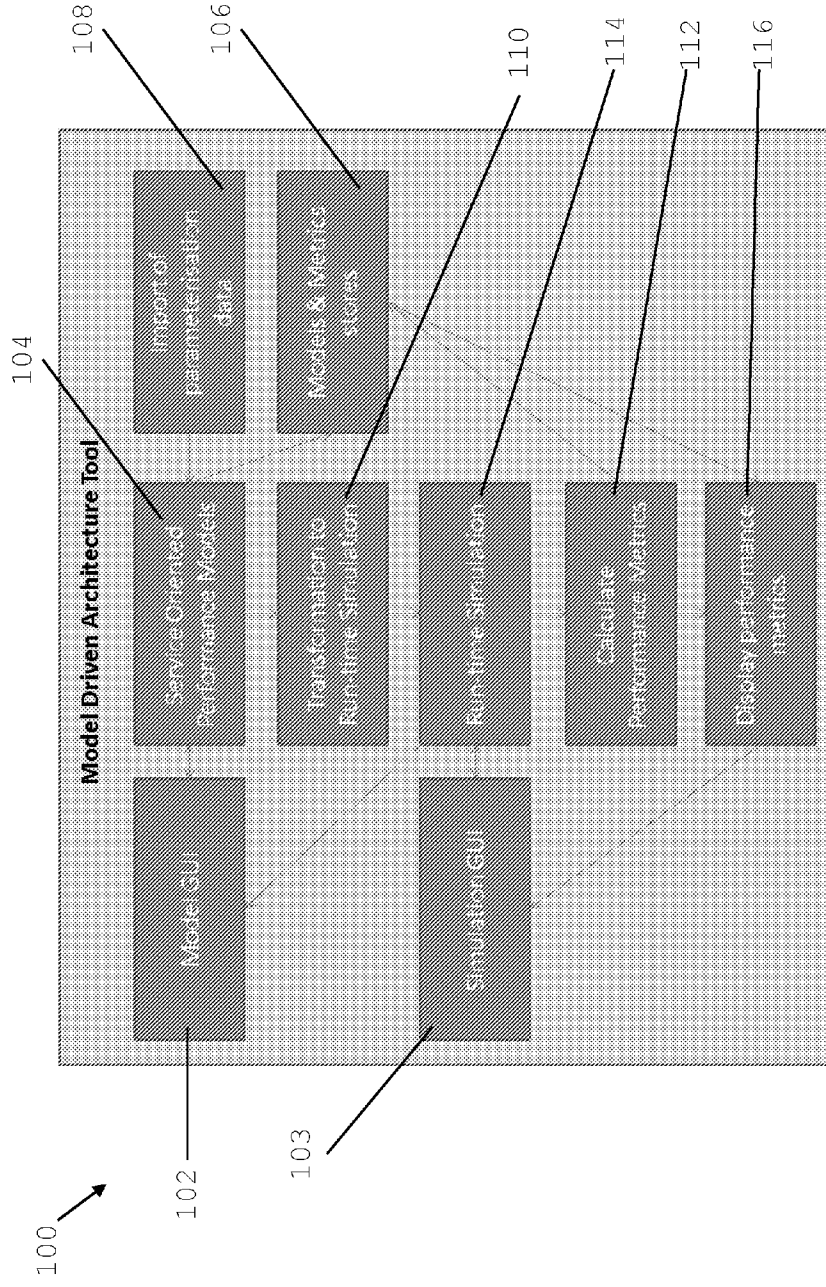 100
Model Driven Architecture Tool
102
Model GUI
103
Simulation GUI
104
Service Oriented
Performance Models
Transformation to
Run-time Simulation
Run-time Simulation
Calculate
Performance Metrics
Display performance
metrics
Import of
parameterisation
data
Models & Metrics
stores
108
106
110
114
112
116